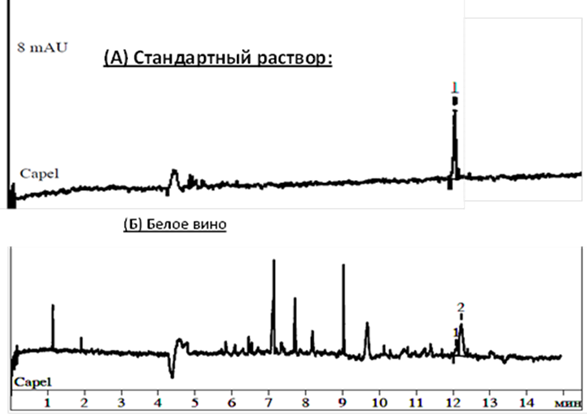 8 mAU
(А) Стандартный раствор:
1
Capel
(Б) Белое вино
2
1
Capel
1 2 3 4 5 6 7 8 9 10 11 12 13 14 мин